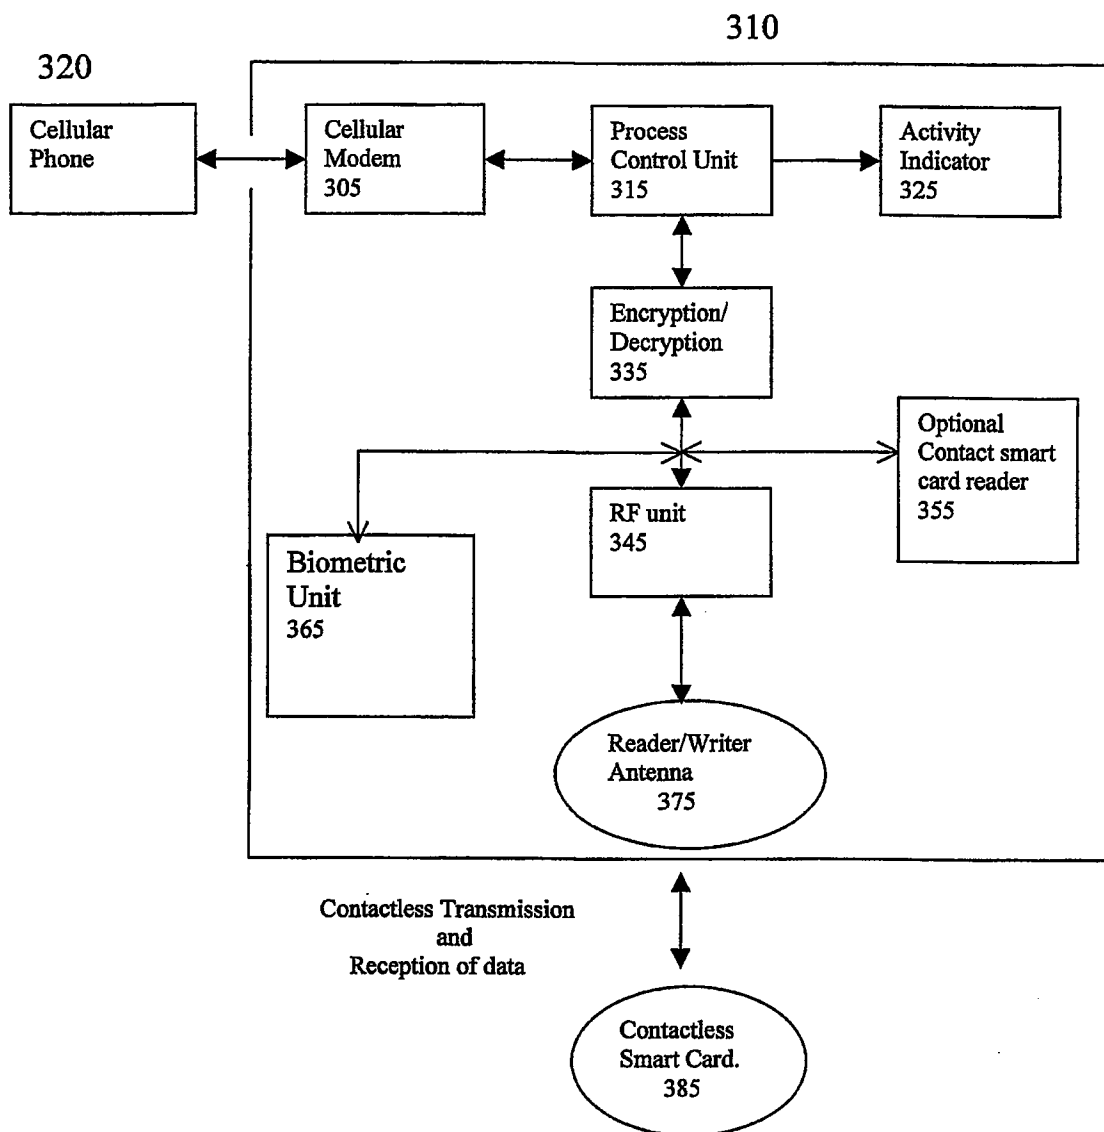 310
320
Cellular
Phone
Cellular
Modem
305
Process
Control Unit
315
Activity
Indicator
325
Encryption/
Decryption
335
Optional
Contact smart
card reader
355
RF unit
345
Biometric
Unit
365
Reader/Writer
Antenna
375
Contactless Transmission
and
Reception of data
Contactless
Smart Card.
385